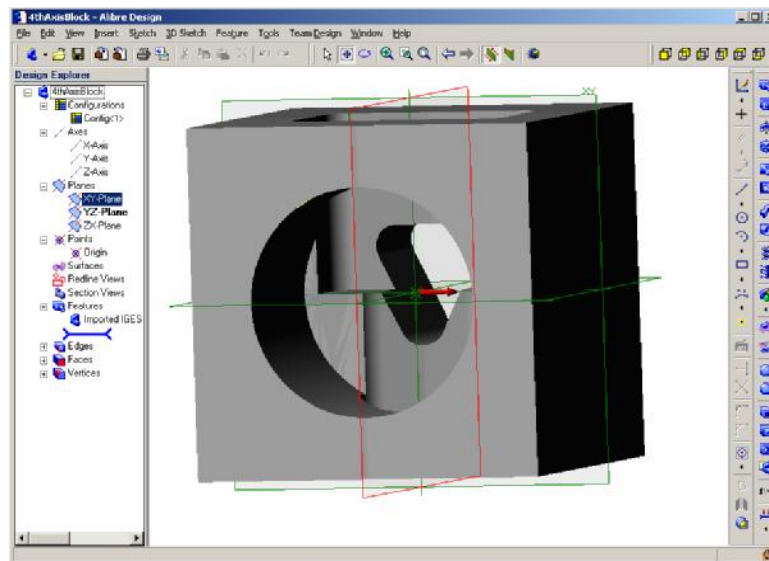 4thAxisBlock - Alibre Design
File Edit View Insert Sketch 3D Sketch Feature Tools Team Design Window Help
Design Explorer
4thAxisBlock
Configurations
Config<1>
Axes
X-Axis
Y-Axis
Z-Axis
Planes
XY-Plane
YZ-Plane
ZX-Plane
Points
Origin
Surfaces
Redline Views
Section Views
Features
Imported IGES
Edges
Faces
Vertices
XY